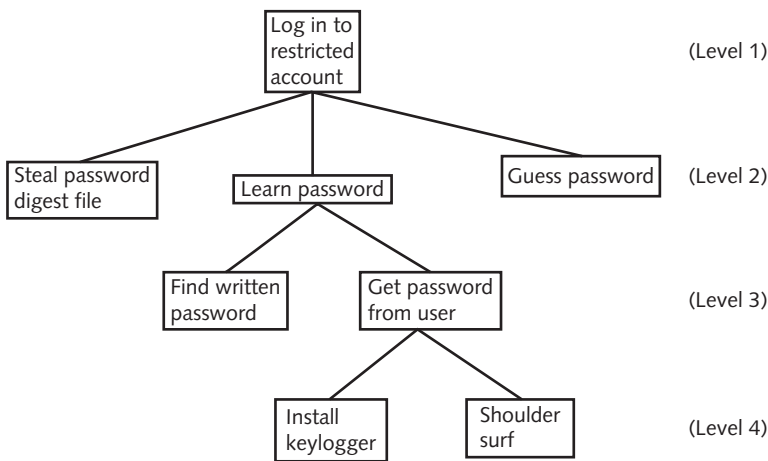 Log in to
restricted
account
(Level 1)
Steal password
digest file
Learn password
Guess password
(Level 2)
Find written
password
Get password
from user
(Level 3)
Install
keylogger
Shoulder
surf
(Level 4)